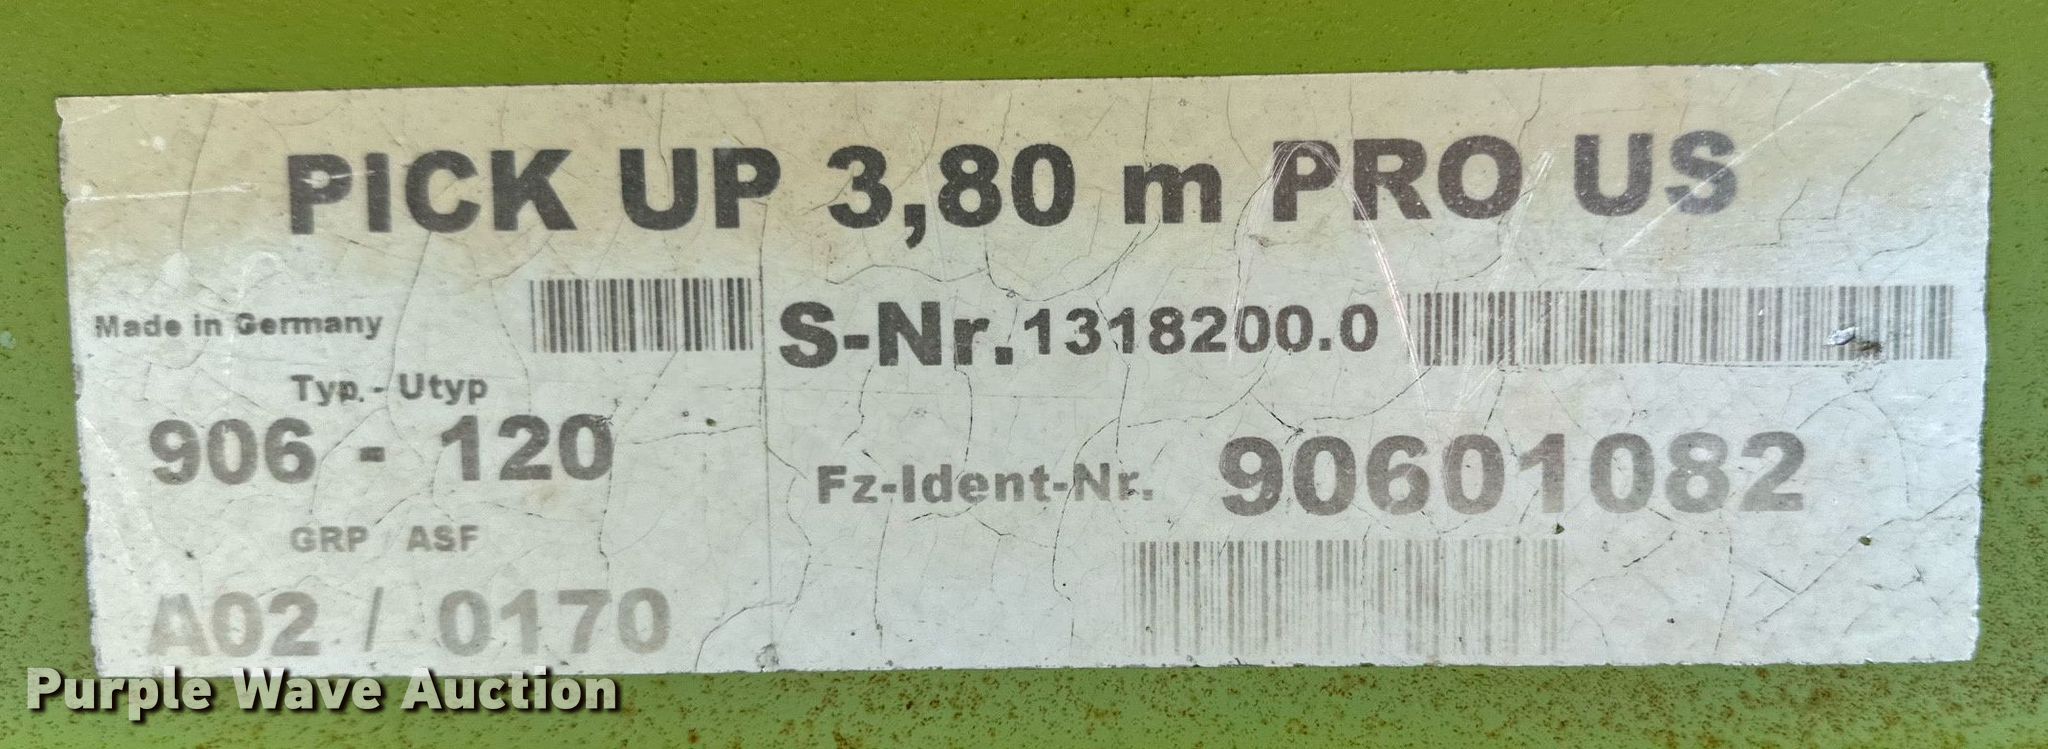 PICK UP 3,80 m PRO US
Made in Germany
S-Nr. 1318200.0
Typ. - Utyp
906 - 120
Fz-Ident-Nr. 90601082
GRP / ASF
A02 / 0170
Purple Wave Auction